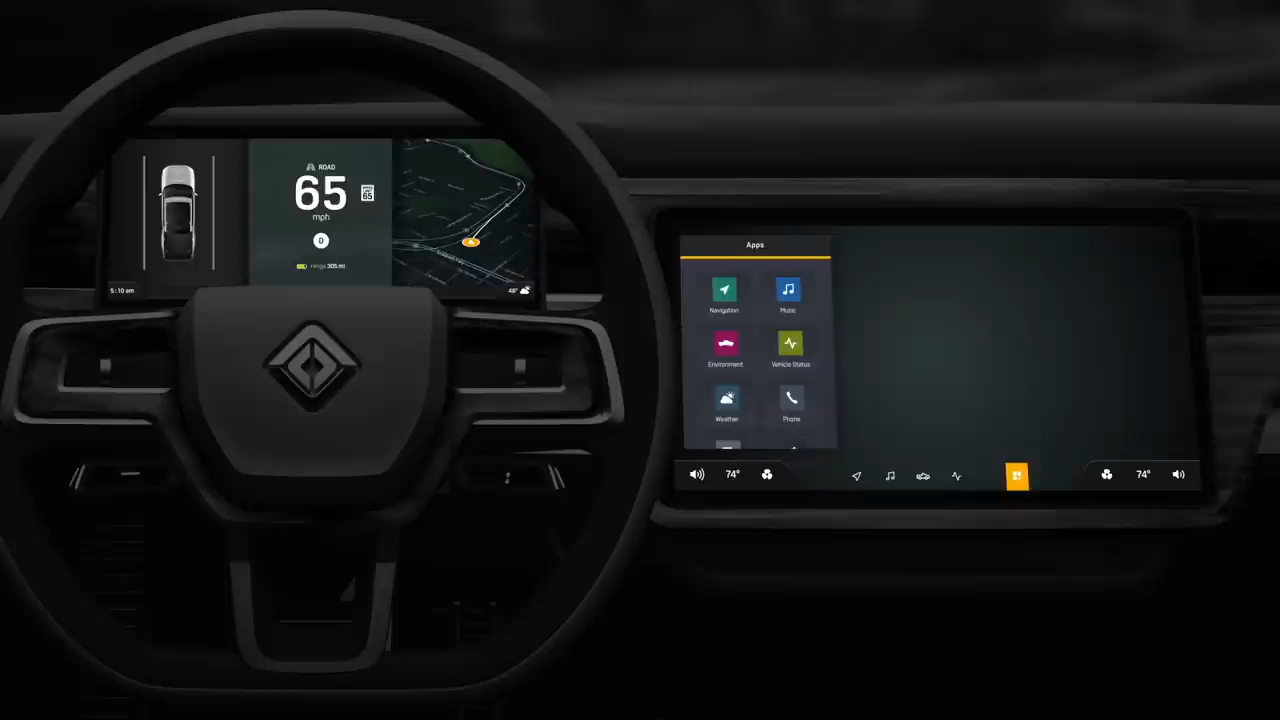 ROAD
65
mph
SPEED
LIMIT
65
D
range 305 mi
5:10 am
48°
Apps
Navigation
Music
Environment
Vehicle Status
Weather
Phone
74°
74°